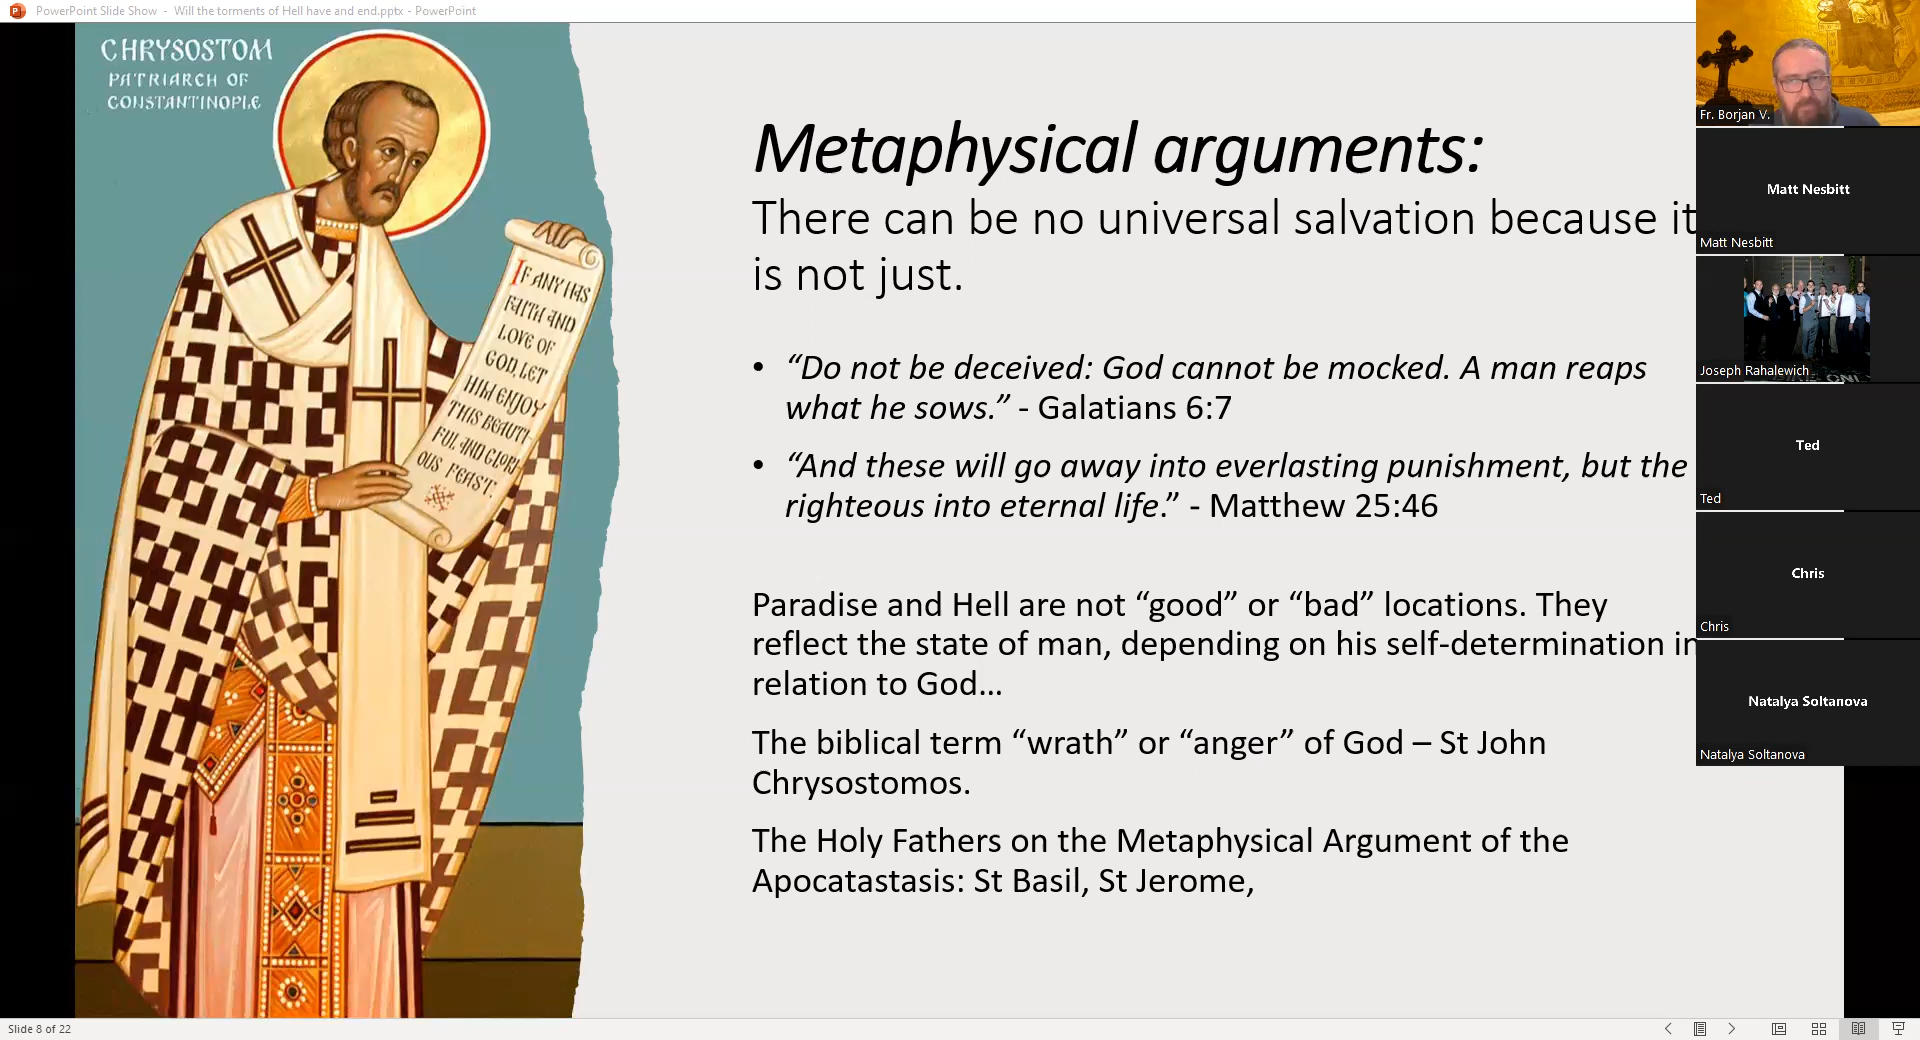 PowerPoint Slide Show - Will the torments of Hell have and end.pptx - PowerPoint
CHRYSOSTOM
PATRIARCH OF
CONSTANTINOPLE
IF ANY HAS
FAITH AND
LOVE OF
GOD, LET
HIM ENJOY
THIS BEAUTI-
FUL AND GLORI-
OUS FEAST.
Metaphysical arguments:
There can be no universal salvation because it
is not just.
• “Do not be deceived: God cannot be mocked. A man reaps
what he sows.” - Galatians 6:7
• “And these will go away into everlasting punishment, but the
righteous into eternal life.” - Matthew 25:46
Paradise and Hell are not “good” or “bad” locations. They
reflect the state of man, depending on his self-determination in
relation to God…
The biblical term “wrath” or “anger” of God – St John
Chrysostomos.
The Holy Fathers on the Metaphysical Argument of the
Apocatastasis: St Basil, St Jerome,
Fr. Borjan V.
Matt Nesbitt
Matt Nesbitt
Joseph Rahalewich
Ted
Ted
Chris
Chris
Natalya Soltanova
Natalya Soltanova
Slide 8 of 22